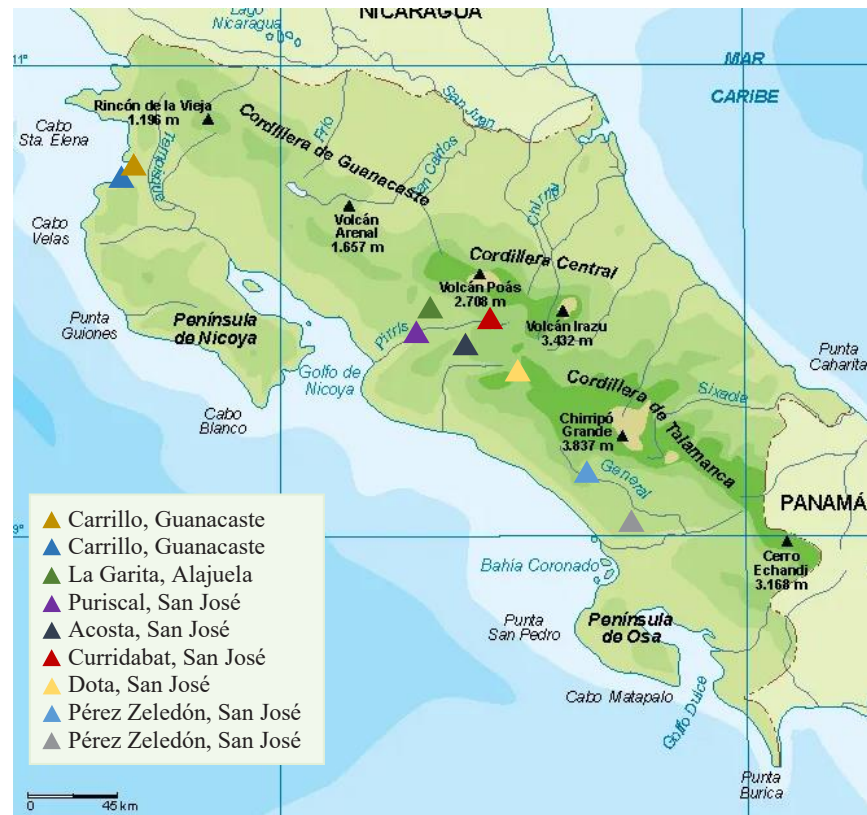 NICARAGUA
Lago
Nicaragua
11°
MAR
CARIBE
Rincón de la Vieja
1.196 m
Cabo
Sta. Elena
Tempisque
Cordillera de Guanacaste
Frio
San Juan
San Carlos
Chirripó
Cabo
Velas
Volcán
Arenal
1.657 m
Cordillera Central
Volcán Poás
2.708 m
Punta
Guiones
Península
de Nicoya
Pirris
Volcán Irazu
3.432 m
Golfo de
Nicoya
Punta
Caharita
Cabo
Blanco
Cordillera de Talamanca
Sixaola
Chirripó
Grande
3.837 m
General
PANAMÁ
Carrillo, Guanacaste
Carrillo, Guanacaste
La Garita, Alajuela
Puriscal, San José
Acosta, San José
Curridabat, San José
Dota, San José
Pérez Zeledón, San José
Pérez Zeledón, San José
9°
Cerro
Echandi
3.168 m
Bahía Coronado
Punta
San Pedro
Península
de Osa
Cabo Matapalo
Golfo Dulce
Punta
Burica
0 45 km